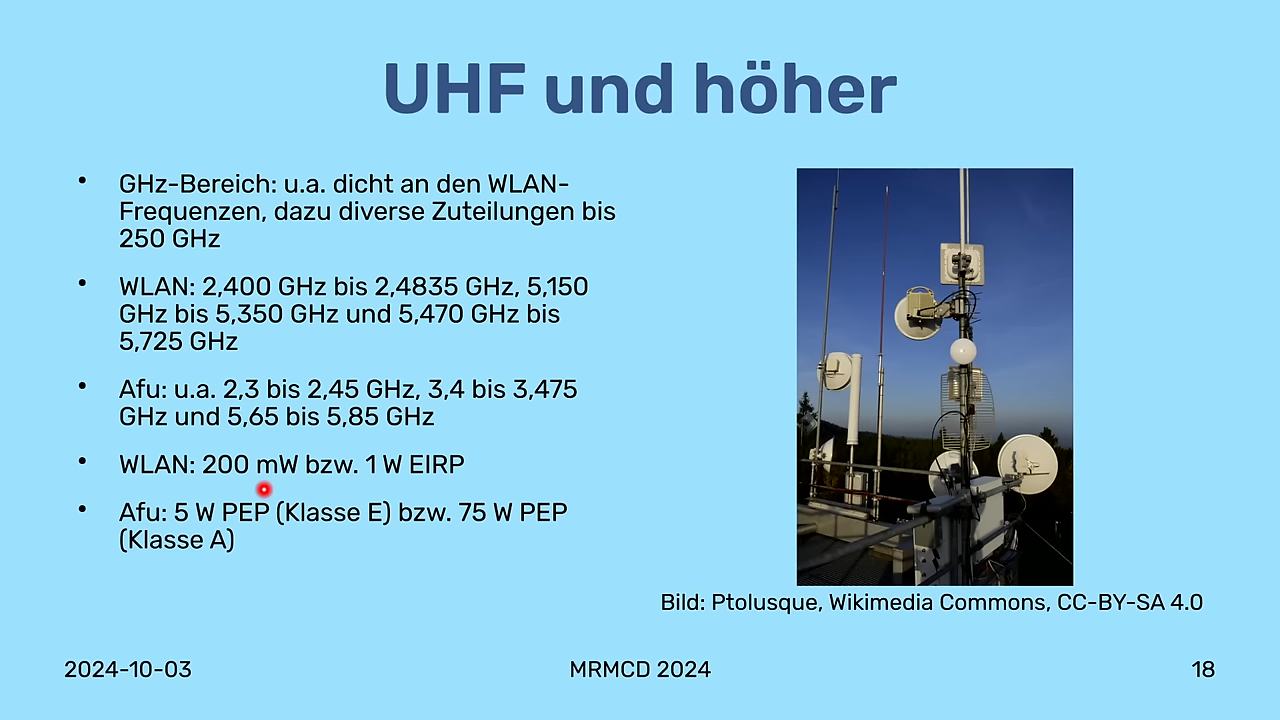 UHF und höher
• GHz-Bereich: u.a. dicht an den WLAN-
Frequenzen, dazu diverse Zuteilungen bis
250 GHz
• WLAN: 2,400 GHz bis 2,4835 GHz, 5,150
GHz bis 5,350 GHz und 5,470 GHz bis
5,725 GHz
• Afu: u.a. 2,3 bis 2,45 GHz, 3,4 bis 3,475
GHz und 5,65 bis 5,85 GHz
• WLAN: 200 mW bzw. 1 W EIRP
• Afu: 5 W PEP (Klasse E) bzw. 75 W PEP
(Klasse A)
Bild: Ptolusque, Wikimedia Commons, CC-BY-SA 4.0
2024-10-03
MRMCD 2024
18